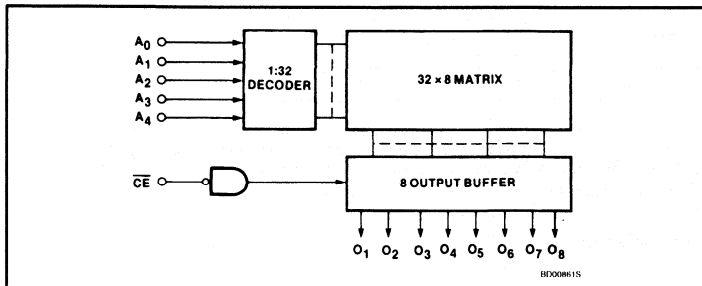 A0
A1
A2
A3
A4
1:32
DECODER
32 × 8 MATRIX
CE
8 OUTPUT BUFFER
O1 O2 O3 O4 O5 O6 O7 O8
BD00861S